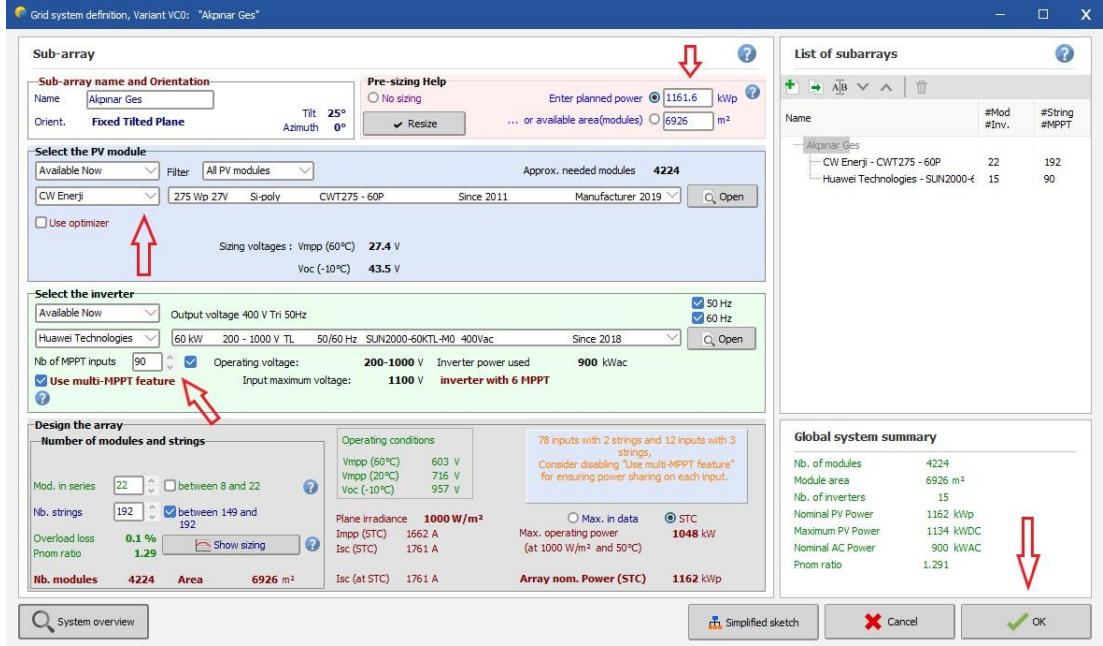 Grid system definition, Variant VC0: "Akpınar Ges"
Sub-array
Sub-array name and Orientation
Name Akpınar Ges
Orient. Fixed Tilted Plane
Tilt 25°
Azimuth 0°
Pre-sizing Help
No sizing
Enter planned power 1161.6 kWp
Resize
... or available area(modules) 6926 m²
Select the PV module
Available Now
Filter All PV modules
Approx. needed modules 4224
CW Enerji
275 Wp 27V Si-poly CWT275 - 60P Since 2011 Manufacturer 2019
Open
Use optimizer
Sizing voltages : Vmpp (60°C) 27.4 V
Voc (-10°C) 43.5 V
Select the inverter
Available Now
Output voltage 400 V Tri 50Hz
50 Hz
60 Hz
Huawei Technologies
60 kW 200 - 1000 V TL 50/60 Hz SUN2000-60KTL-M0 400Vac Since 2018
Open
Nb of MPPT inputs 90
Operating voltage: 200-1000 V Inverter power used 900 kWac
Use multi-MPPT feature
Input maximum voltage: 1100 V inverter with 6 MPPT
Design the array
Number of modules and strings
Mod. in series 22 between 8 and 22
Nb. strings 192 between 149 and
192
Overload loss 0.1 %
Pnom ratio 1.29
Show sizing
Nb. modules 4224 Area 6926 m²
Operating conditions
Vmpp (60°C) 603 V
Vmpp (20°C) 716 V
Voc (-10°C) 957 V
78 inputs with 2 strings and 12 inputs with 3
strings,
Consider disabling "Use multi-MPPT feature"
for ensuring power sharing on each input.
Plane irradiance 1000 W/m²
Max. in data STC
Impp (STC) 1662 A
Max. operating power 1048 kW
Isc (STC) 1761 A
(at 1000 W/m² and 50°C)
Isc (at STC) 1761 A
Array nom. Power (STC) 1162 kWp
List of subarrays
Name
#Mod
#Inv.
#String
#MPPT
Akpınar Ges
CW Enerji - CWT275 - 60P 22 192
Huawei Technologies - SUN2000-6 15 90
Global system summary
Nb. of modules 4224
Module area 6926 m²
Nb. of inverters 15
Nominal PV Power 1162 kWp
Maximum PV Power 1134 kWDC
Nominal AC Power 900 kWAC
Pnom ratio 1.291
System overview
Simplified sketch
Cancel
OK